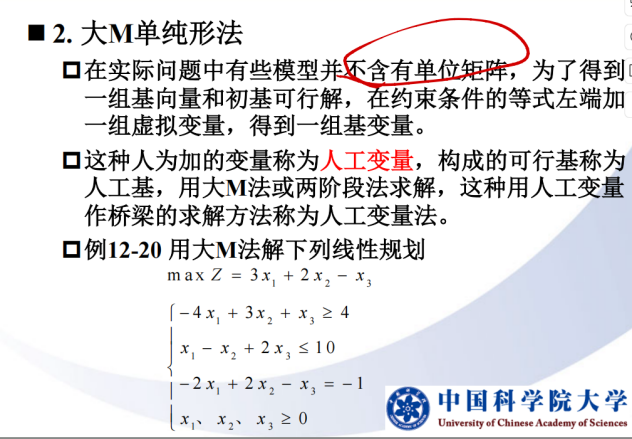 2. 大M单纯形法
在实际问题中有些模型并不含有单位矩阵，为了得到
一组基向量和初基可行解，在约束条件的等式左端加
一组虚拟变量，得到一组基变量。
这种人为加的变量称为人工变量，构成的可行基称为
人工基，用大M法或两阶段法求解，这种用人工变量
作桥梁的求解方法称为人工变量法。
例12-20 用大M法解下列线性规划
max Z = 3x₁ + 2x₂ − x₃
−4x₁ + 3x₂ + x₃ ≥ 4
x₁ − x₂ + 2x₃ ≤ 10
−2x₁ + 2x₂ − x₃ = −1
x₁、x₂、x₃ ≥ 0
中国科学院大学
University of Chinese Academy of Sciences